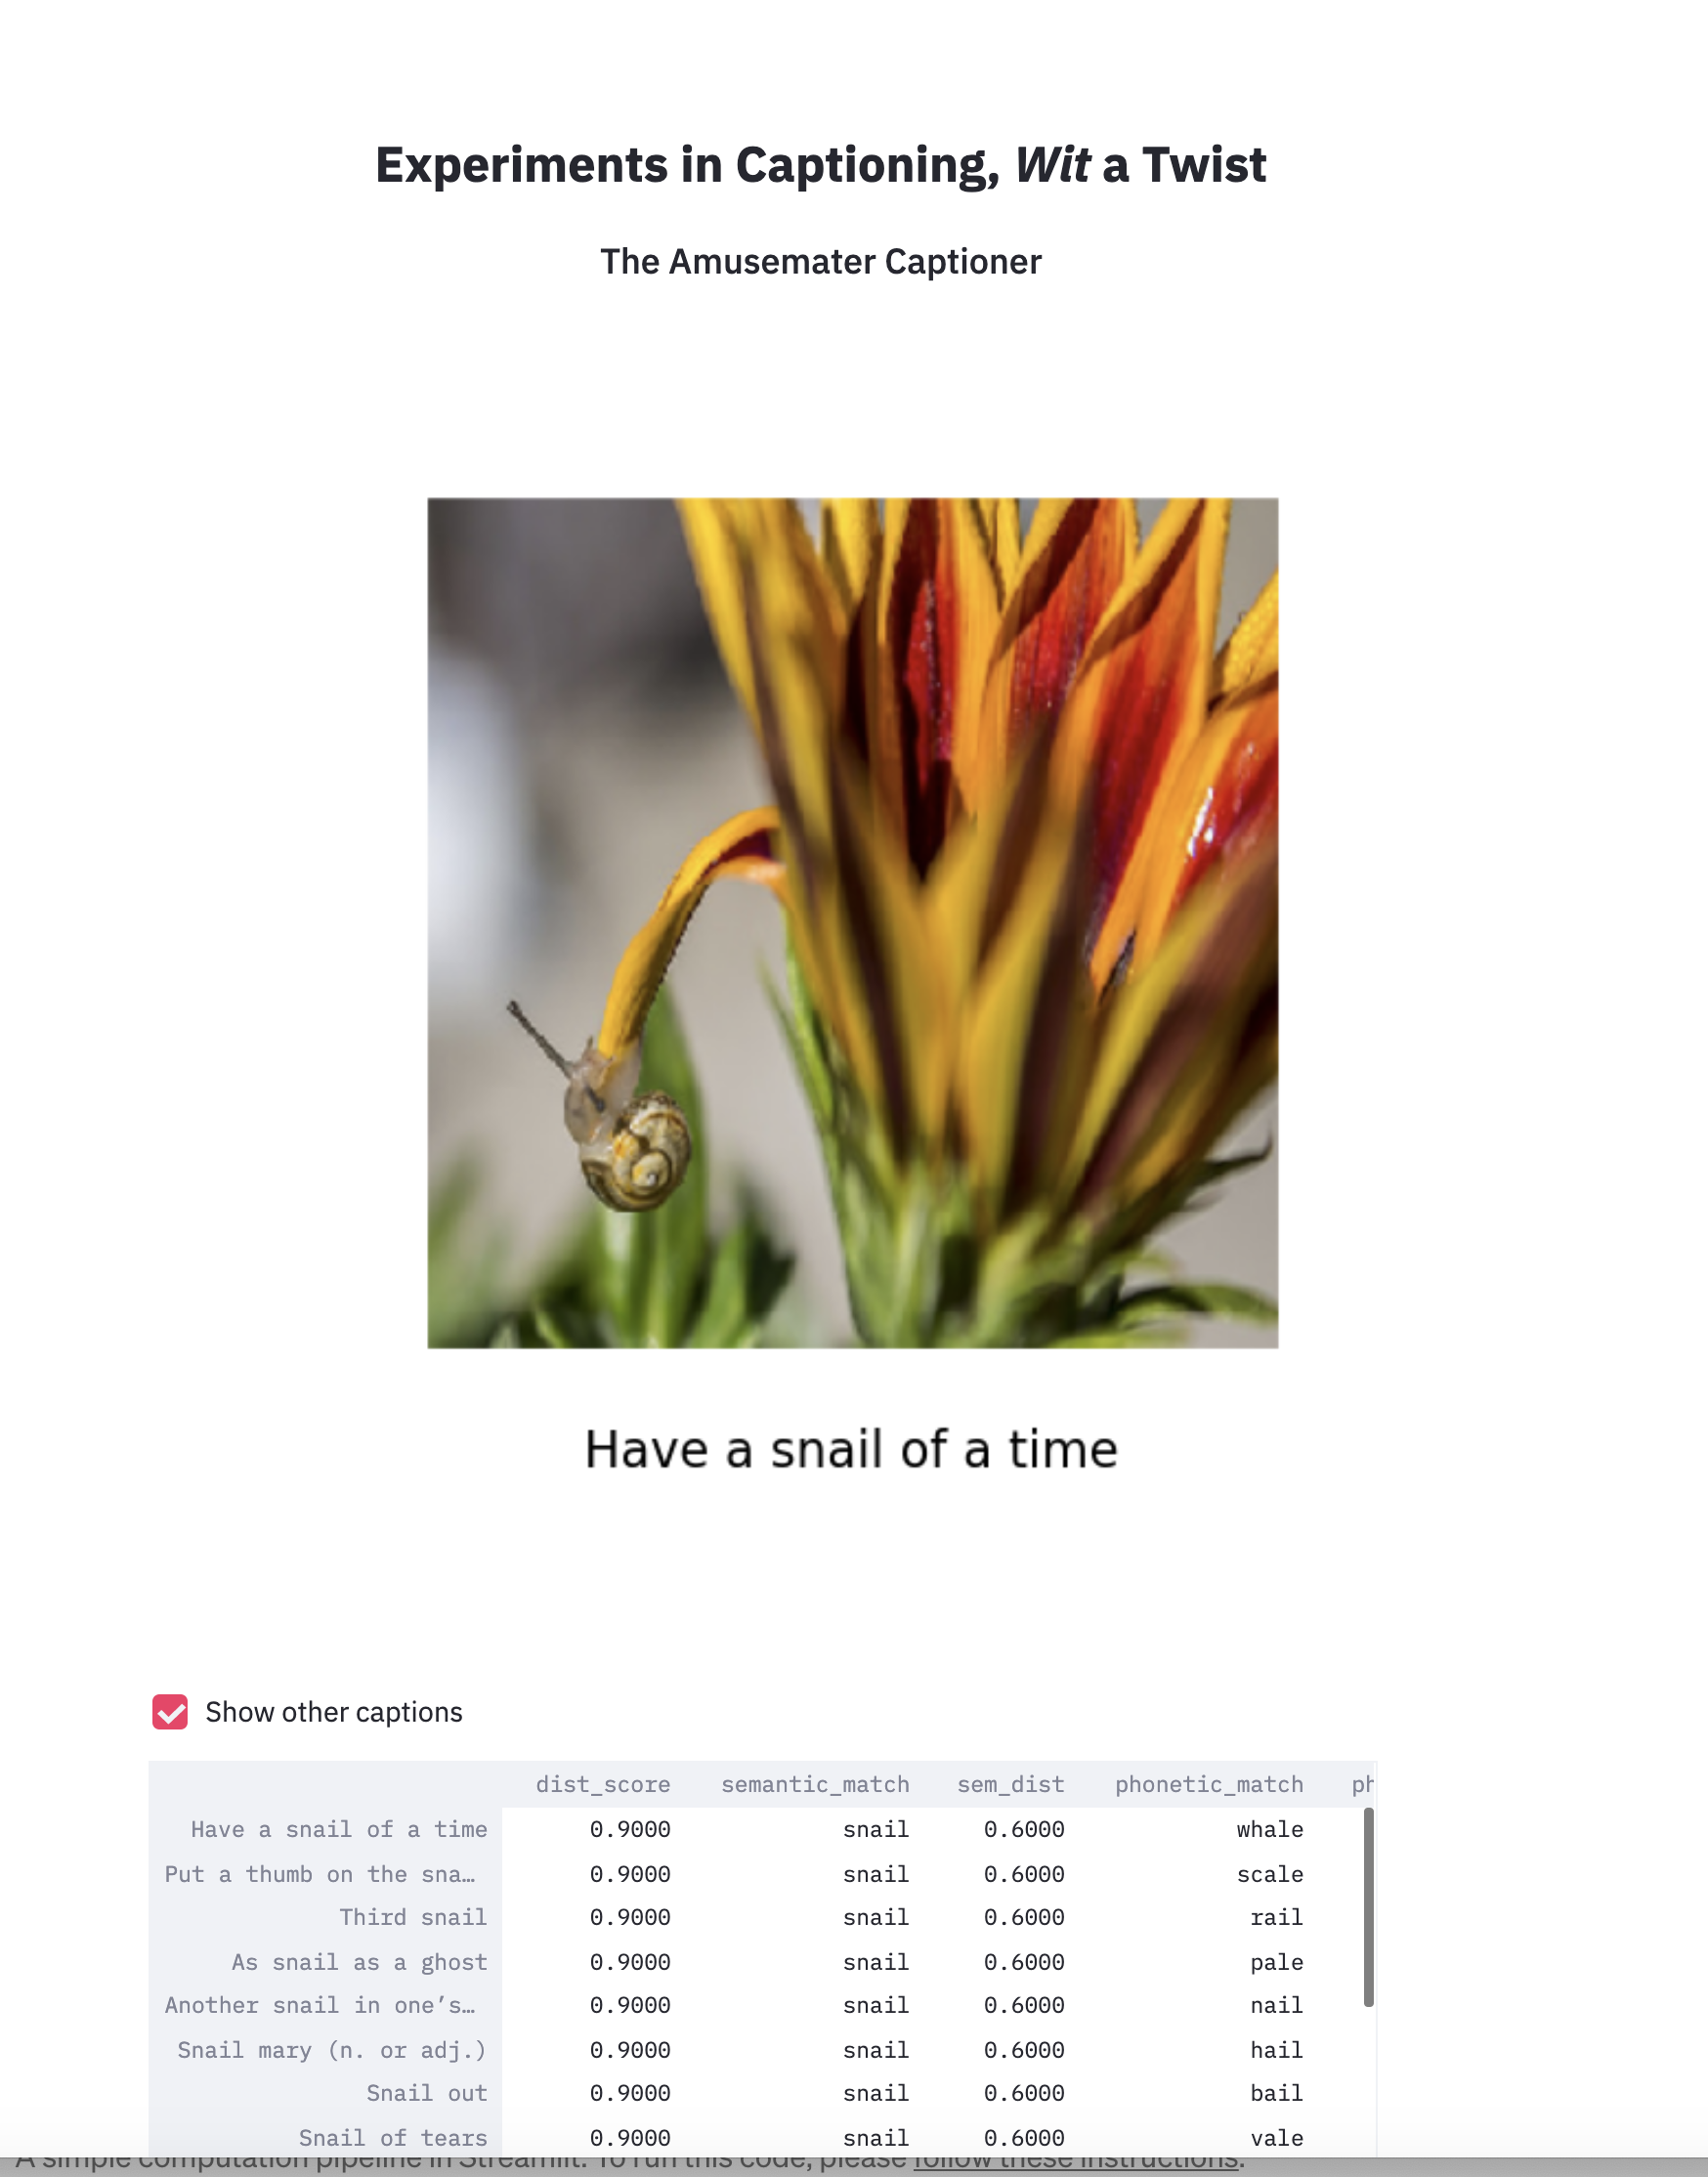 Experiments in Captioning, Wit a Twist
The Amusemater Captioner
Have a snail of a time
Show other captions
dist_score semantic_match sem_dist phonetic_match ph
Have a snail of a time 0.9000 snail 0.6000 whale
Put a thumb on the sna… 0.9000 snail 0.6000 scale
Third snail 0.9000 snail 0.6000 rail
As snail as a ghost 0.9000 snail 0.6000 pale
Another snail in one’s… 0.9000 snail 0.6000 nail
Snail mary (n. or adj.) 0.9000 snail 0.6000 hail
Snail out 0.9000 snail 0.6000 bail
Snail of tears 0.9000 snail 0.6000 vale
A simple computation pipeline in Streamlit. To run this code, please follow these instructions.